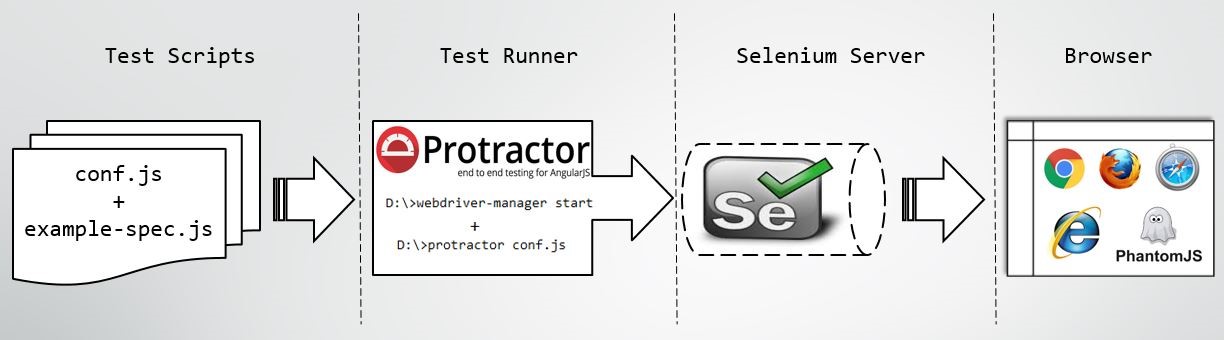 Test Scripts
Test Runner
Selenium Server
Browser
conf.js
+
example-spec.js
Protractor
end to end testing for AngularJS
D:\>webdriver-manager start
+
D:\>protractor conf.js
Se
PhantomJS